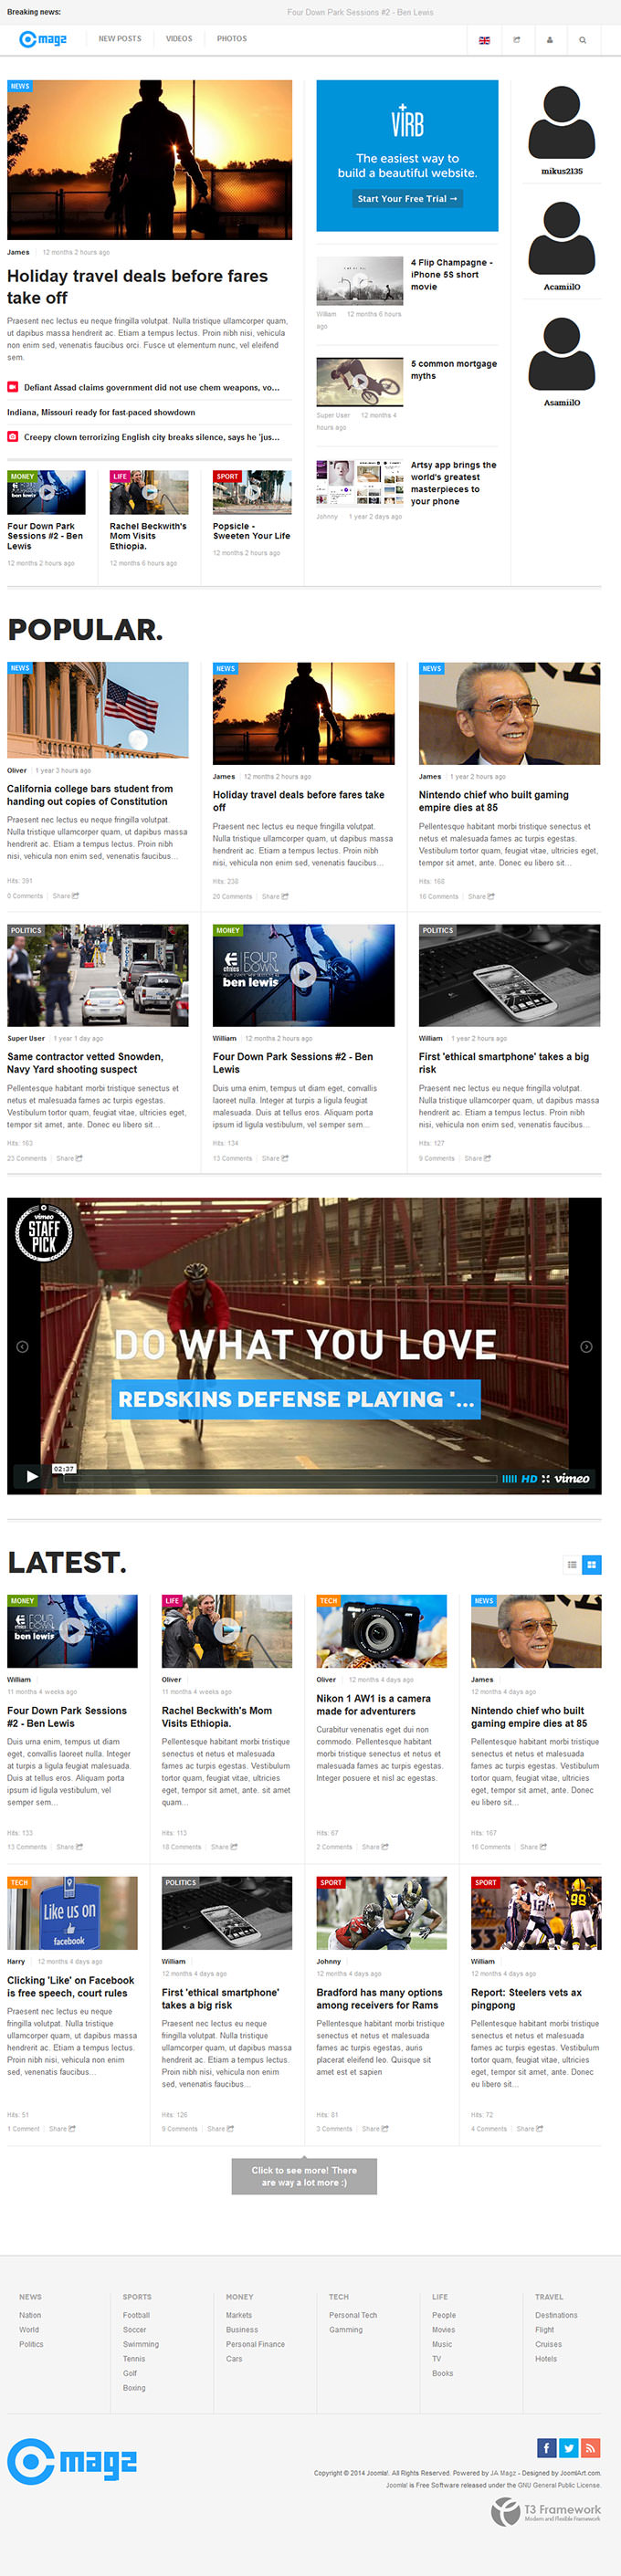 Breaking news:
Four Down Park Sessions #2 - Ben Lewis
magz
NEW POSTS
VIDEOS
PHOTOS
NEWS
James
12 months 2 hours ago
Holiday travel deals before fares
take off
Praesent nec lectus eu neque fringilla volutpat. Nulla tristique ullamcorper quam,
ut dapibus massa hendrerit ac. Etiam a tempus lectus. Proin nibh nisi, vehicula
non enim sed, venenatis faucibus orci. Fusce ut elementum nunc, vel eleifend
sem.
Defiant Assad claims government did not use chem weapons, vo...
Indiana, Missouri ready for fast-paced showdown
Creepy clown terrorizing English city breaks silence, says he 'jus...
MONEY
ben lewis
Four Down Park
Sessions #2 - Ben
Lewis
12 months 2 hours ago
LIFE
Rachel Beckwith's
Mom Visits
Ethiopia.
12 months 6 hours ago
SPORT
Popsicle -
Sweeten Your Life
12 months 2 hours ago
VIRB
The easiest way to
build a beautiful website.
Start Your Free Trial →
4 Flip Champagne -
iPhone 5S short
movie
William
12 months 6 hours
ago
5 common mortgage
myths
Super User
12 months 4
hours ago
Artsy app brings the
world's greatest
masterpieces to
your phone
Johnny
1 year 2 days ago
mikus2135
AcamiilO
AsamiilO
POPULAR.
NEWS
Oliver
1 year 3 hours ago
California college bars student from
handing out copies of Constitution
Praesent nec lectus eu neque fringilla volutpat.
Nulla tristique ullamcorper quam, ut dapibus massa
hendrerit ac. Etiam a tempus lectus. Proin nibh
nisi, vehicula non enim sed, venenatis faucibus...
Hits: 391
0 Comments
Share
NEWS
James
12 months 2 hours ago
Holiday travel deals before fares take
off
Praesent nec lectus eu neque fringilla volutpat.
Nulla tristique ullamcorper quam, ut dapibus massa
hendrerit ac. Etiam a tempus lectus. Proin nibh
nisi, vehicula non enim sed, venenatis faucibus...
Hits: 238
20 Comments
Share
NEWS
James
1 year 2 hours ago
Nintendo chief who built gaming
empire dies at 85
Pellentesque habitant morbi tristique senectus et
netus et malesuada fames ac turpis egestas.
Vestibulum tortor quam, feugiat vitae, ultricies eget,
tempor sit amet, ante. Donec eu libero sit...
Hits: 168
16 Comments
Share
POLITICS
Super User
1 year 1 day ago
Same contractor vetted Snowden,
Navy Yard shooting suspect
Pellentesque habitant morbi tristique senectus et
netus et malesuada fames ac turpis egestas.
Vestibulum tortor quam, feugiat vitae, ultricies eget,
tempor sit amet, ante. Donec eu libero sit...
Hits: 163
23 Comments
Share
MONEY
etnies
FOUR
DOWN
ben lewis
William
12 months 2 hours ago
Four Down Park Sessions #2 - Ben
Lewis
Duis urna enim, tempus ut diam eget, convallis
laoreet nulla. Integer at turpis a ligula feugiat
malesuada. Duis at tellus eros. Aliquam porta
ipsum id ligula vestibulum, vel semper sem...
Hits: 134
13 Comments
Share
POLITICS
William
1 year 2 hours ago
First 'ethical smartphone' takes a big
risk
Praesent nec lectus eu neque fringilla volutpat.
Nulla tristique ullamcorper quam, ut dapibus massa
hendrerit ac. Etiam a tempus lectus. Proin nibh
nisi, vehicula non enim sed, venenatis faucibus...
Hits: 127
9 Comments
Share
vimeo
STAFF
PICK
DO WHAT YOU LOVE
REDSKINS DEFENSE PLAYING '...
02:37
HD
vimeo
LATEST.
MONEY
FOUR
DOWN
ben lewis
William
11 months 4 weeks ago
Four Down Park Sessions
#2 - Ben Lewis
Duis urna enim, tempus ut diam
eget, convallis laoreet nulla. Integer
at turpis a ligula feugiat malesuada.
Duis at tellus eros. Aliquam porta
ipsum id ligula vestibulum, vel
semper sem...
Hits: 133
13 Comments
Share
LIFE
Oliver
11 months 4 weeks ago
Rachel Beckwith's Mom
Visits Ethiopia.
Pellentesque habitant morbi tristique
senectus et netus et malesuada
fames ac turpis egestas. Vestibulum
tortor quam, feugiat vitae, ultricies
eget, tempor sit amet, ante. sit amet
quam...
Hits: 113
18 Comments
Share
TECH
Oliver
12 months 4 days ago
Nikon 1 AW1 is a camera
made for adventurers
Curabitur venenatis eget dui non
commodo. Pellentesque habitant
morbi tristique senectus et netus et
malesuada fames ac turpis egestas.
Integer posuere et nisl ac egestas.
Hits: 67
2 Comments
Share
NEWS
James
12 months 4 days ago
Nintendo chief who built
gaming empire dies at 85
Pellentesque habitant morbi tristique
senectus et netus et malesuada
fames ac turpis egestas. Vestibulum
tortor quam, feugiat vitae, ultricies
eget, tempor sit amet, ante. Donec
eu libero sit...
Hits: 167
16 Comments
Share
TECH
Like us on
facebook
Harry
12 months 4 days ago
Clicking 'Like' on Facebook
is free speech, court rules
Praesent nec lectus eu neque
fringilla volutpat. Nulla tristique
ullamcorper quam, ut dapibus massa
hendrerit ac. Etiam a tempus lectus.
Proin nibh nisi, vehicula non enim
sed, venenatis faucibus...
Hits: 51
1 Comment
Share
POLITICS
William
12 months 4 days ago
First 'ethical smartphone'
takes a big risk
Praesent nec lectus eu neque
fringilla volutpat. Nulla tristique
ullamcorper quam, ut dapibus massa
hendrerit ac. Etiam a tempus lectus.
Proin nibh nisi, vehicula non enim
sed, venenatis faucibus...
Hits: 126
9 Comments
Share
SPORT
Johnny
12 months 4 days ago
Bradford has many options
among receivers for Rams
Pellentesque habitant morbi tristique
senectus et netus et malesuada
fames ac turpis egestas, auris
placerat eleifend leo. Quisque sit
amet est et sapien
Hits: 81
3 Comments
Share
SPORT
12
98
William
12 months 4 days ago
Report: Steelers vets ax
pingpong
Pellentesque habitant morbi tristique
senectus et netus et malesuada
fames ac turpis egestas. Vestibulum
tortor quam, feugiat vitae, ultricies
eget, tempor sit amet, ante. Donec
eu libero sit...
Hits: 72
4 Comments
Share
Click to see more! There
are way a lot more :)
NEWS
Nation
World
Politics
SPORTS
Football
Soccer
Swimming
Tennis
Golf
Boxing
MONEY
Markets
Business
Personal Finance
Cars
TECH
Personal Tech
Gamming
LIFE
People
Movies
Music
TV
Books
TRAVEL
Destinations
Flight
Cruises
Hotels
magz
Copyright © 2014 Joomla!. All Rights Reserved. Powered by JA Magz - Designed by JoomlArt.com.
Joomla! is Free Software released under the GNU General Public License.
T3 Framework
Modern and Flexible Framework